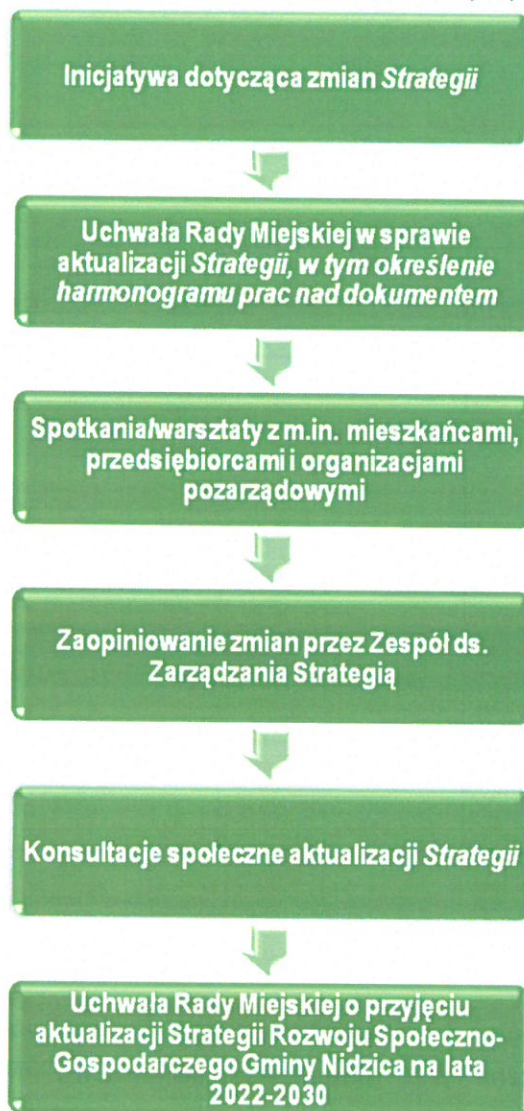 Inicjatywa dotycząca zmian Strategii
Uchwała Rady Miejskiej w sprawie
aktualizacji Strategii, w tym określenie
harmonogramu prac nad dokumentem
Spotkania/warsztaty z m.in. mieszkańcami,
przedsiębiorcami i organizacjami
pozarządowymi
Zaopiniowanie zmian przez Zespół ds.
Zarządzania Strategią
Konsultacje społeczne aktualizacji Strategii
Uchwała Rady Miejskiej o przyjęciu
aktualizacji Strategii Rozwoju Społeczno-
Gospodarczego Gminy Nidzica na lata
2022-2030